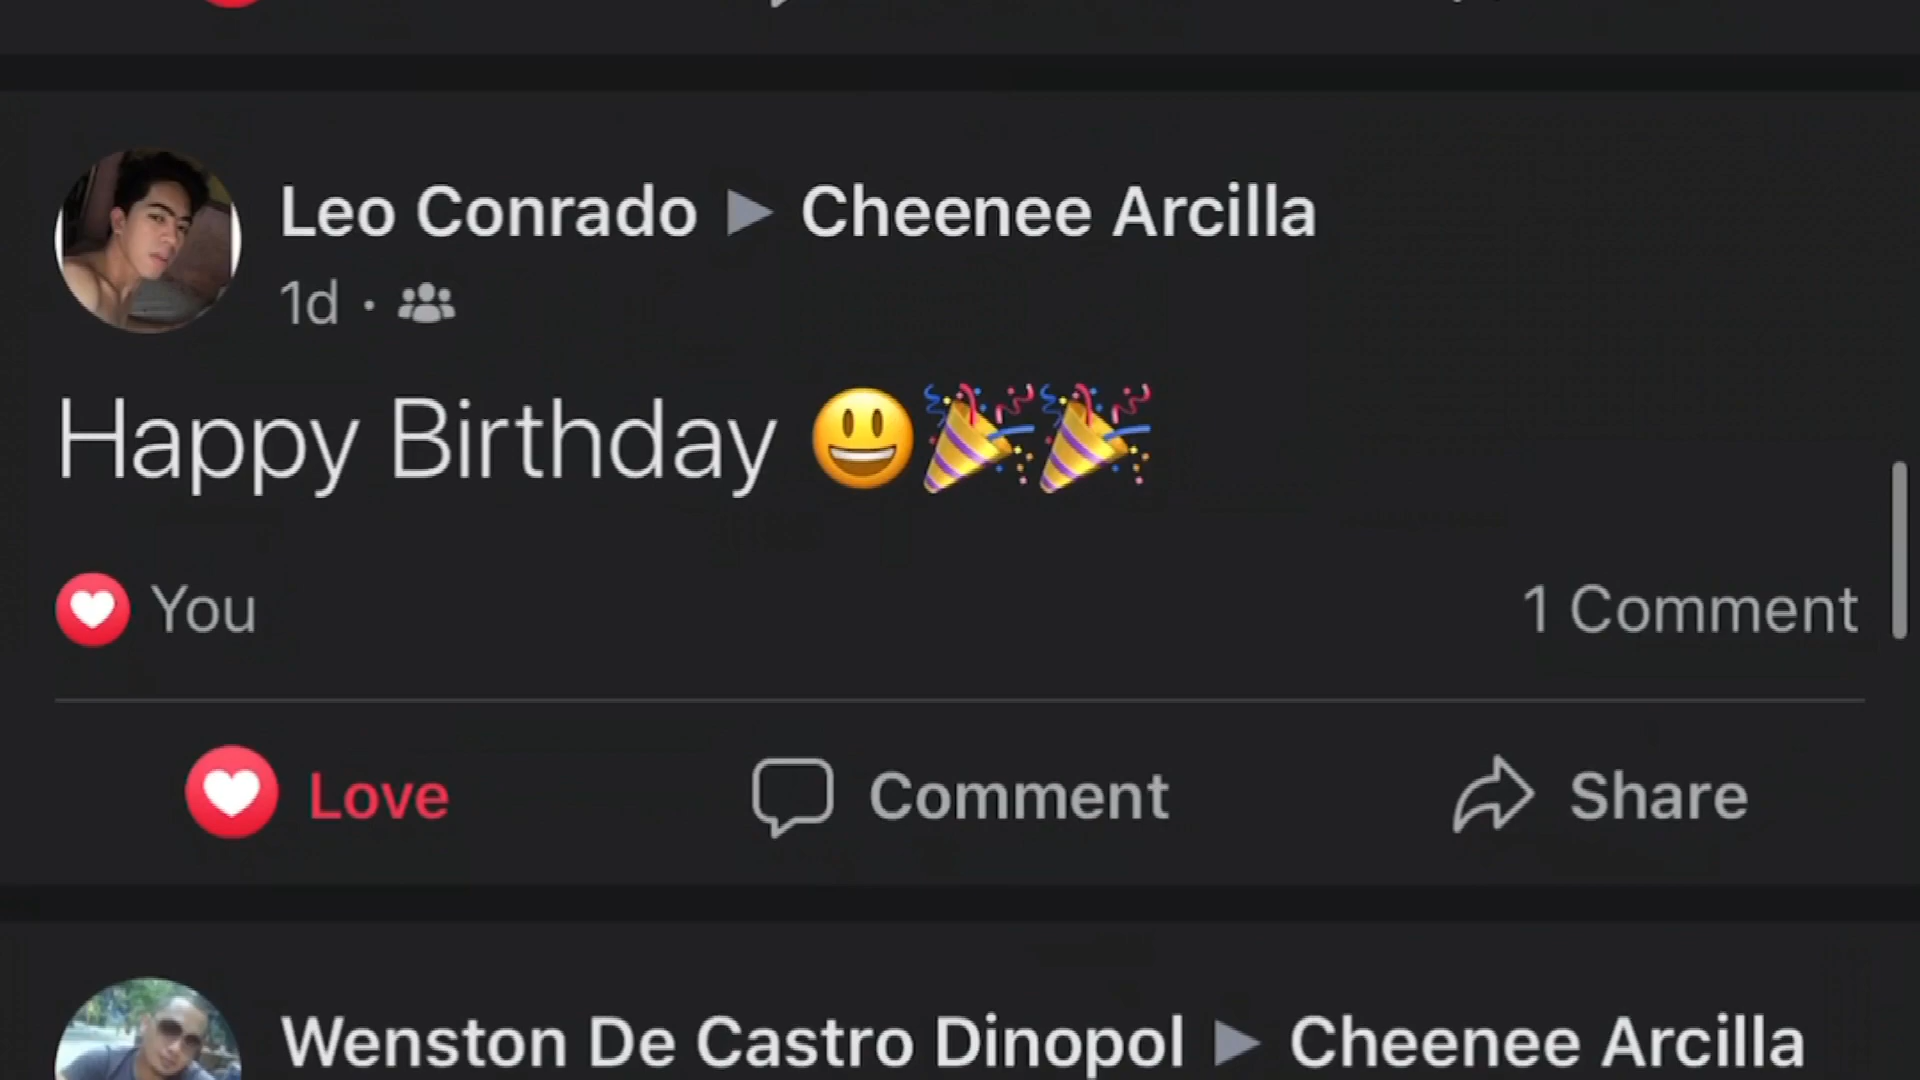 Leo Conrado ▶ Cheenee Arcilla
1d ·
Happy Birthday 😃🎉🎉
You
1 Comment
Love
Comment
Share
Wenston De Castro Dinopol ▶ Cheenee Arcilla